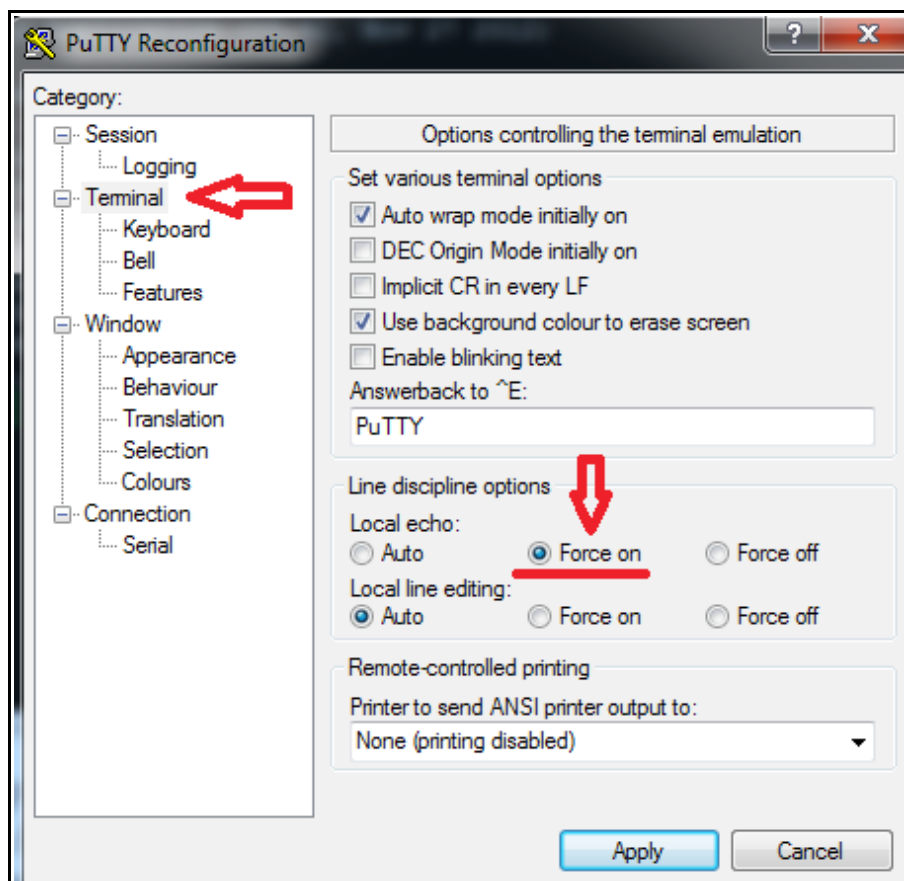 PuTTY Reconfiguration
?
x
Category:
Session
Logging
Terminal
Keyboard
Bell
Features
Window
Appearance
Behaviour
Translation
Selection
Colours
Connection
Serial
Options controlling the terminal emulation
Set various terminal options
Auto wrap mode initially on
DEC Origin Mode initially on
Implicit CR in every LF
Use background colour to erase screen
Enable blinking text
Answerback to ^E:
PuTTY
Line discipline options
Local echo:
Auto Force on Force off
Local line editing:
Auto Force on Force off
Remote-controlled printing
Printer to send ANSI printer output to:
None (printing disabled)
Apply Cancel